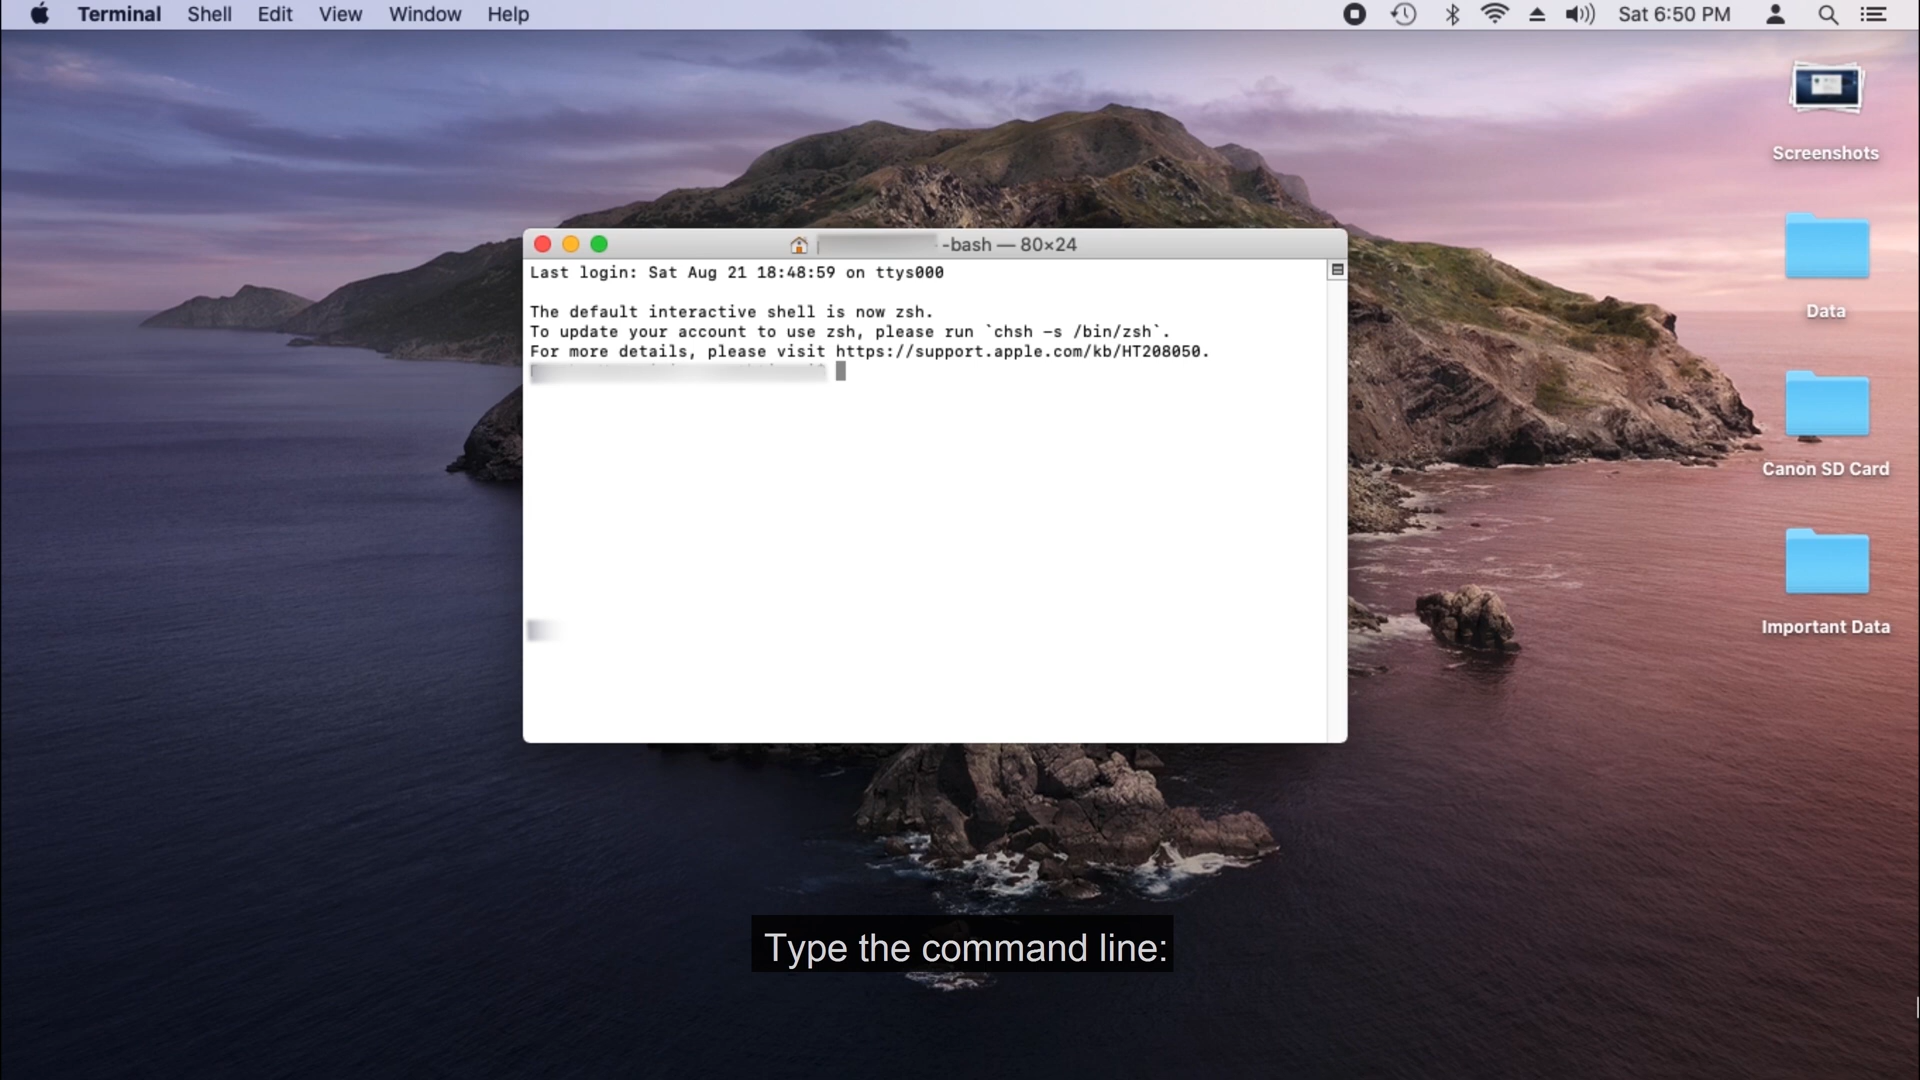 Terminal Shell Edit View Window Help Sat 6:50 PM
Screenshots
-bash — 80×24
Last login: Sat Aug 21 18:48:59 on ttys000
The default interactive shell is now zsh.
To update your account to use zsh, please run `chsh -s /bin/zsh`.
For more details, please visit https://support.apple.com/kb/HT208050.
Data
Canon SD Card
Important Data
Type the command line: